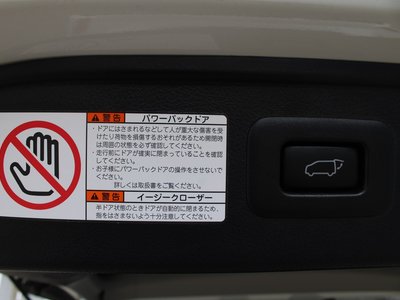 警告 パワーバックドア
・ドアにはさまれるなどして人が重大な傷害を受
けたり荷物を損傷するおそれがあるため開閉時
は周囲の状態を必ず確認してください。
・走行前にドアが確実に閉まっていることを確認
してください。
・お子様にパワーバックドアの操作をさせないで
ください。
詳しくは取扱書をご覧ください。
警告 イージークローザー
半ドア状態のときドアが自動的に閉まるため、
指をはさまないよう十分注意してください。